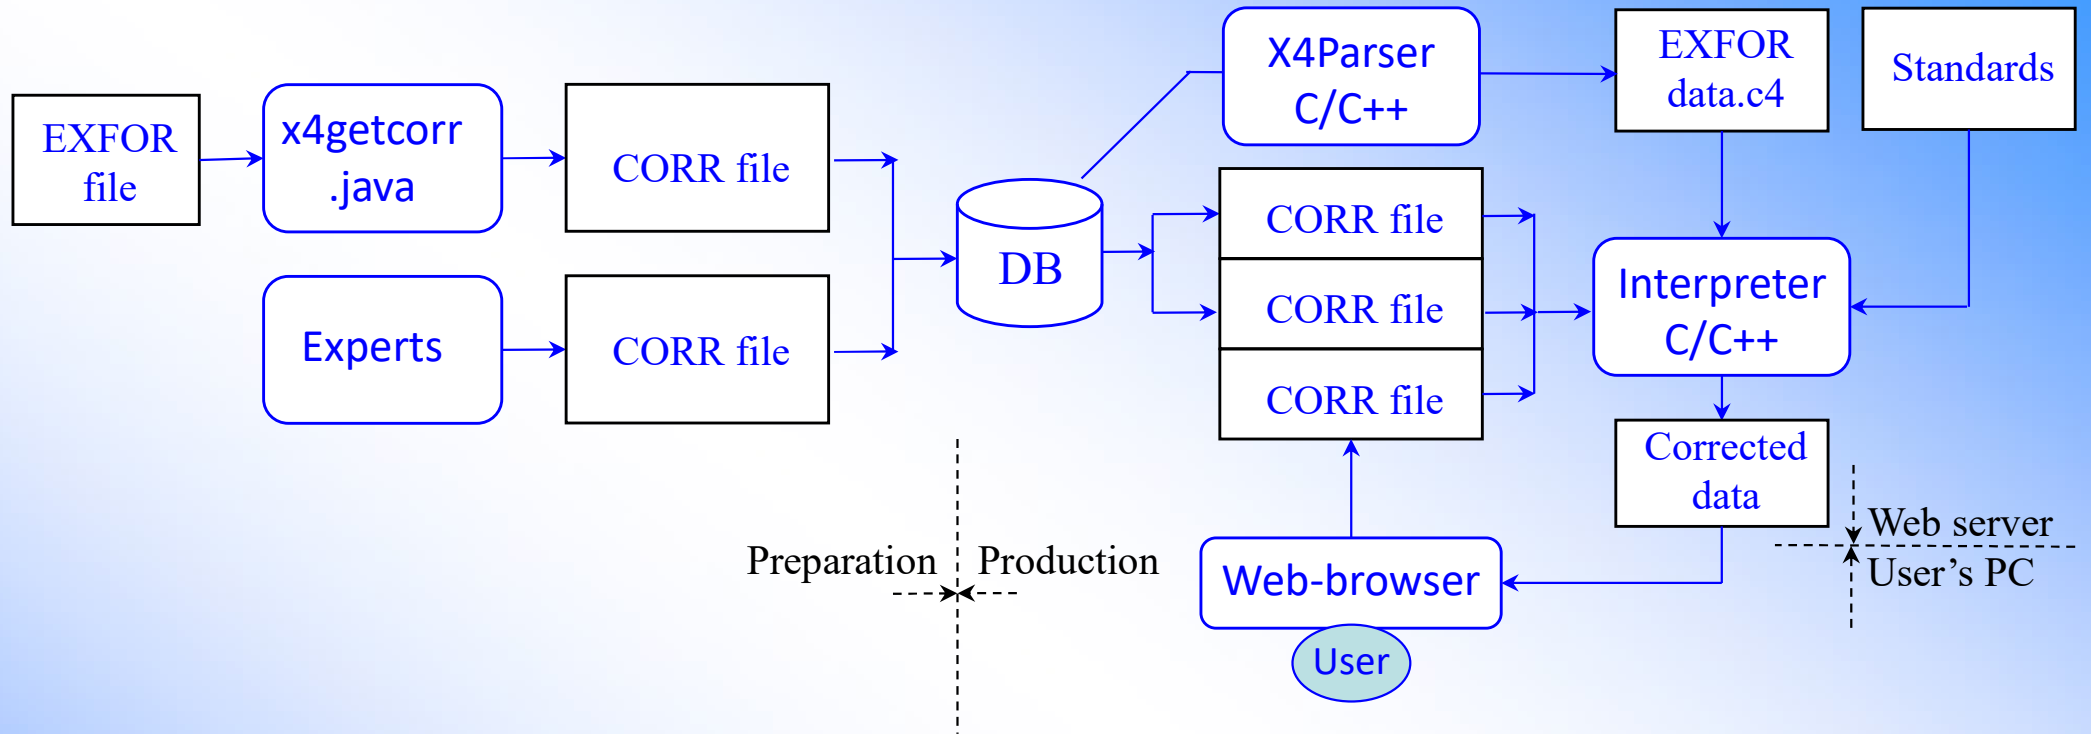 EXFOR
file
x4getcorr
.java
CORR file
Experts
CORR file
DB
X4Parser
C/C++
EXFOR
data.c4
Standards
CORR file
CORR file
CORR file
Interpreter
C/C++
Corrected
data
Web server
User’s PC
Preparation
Production
Web-browser
User